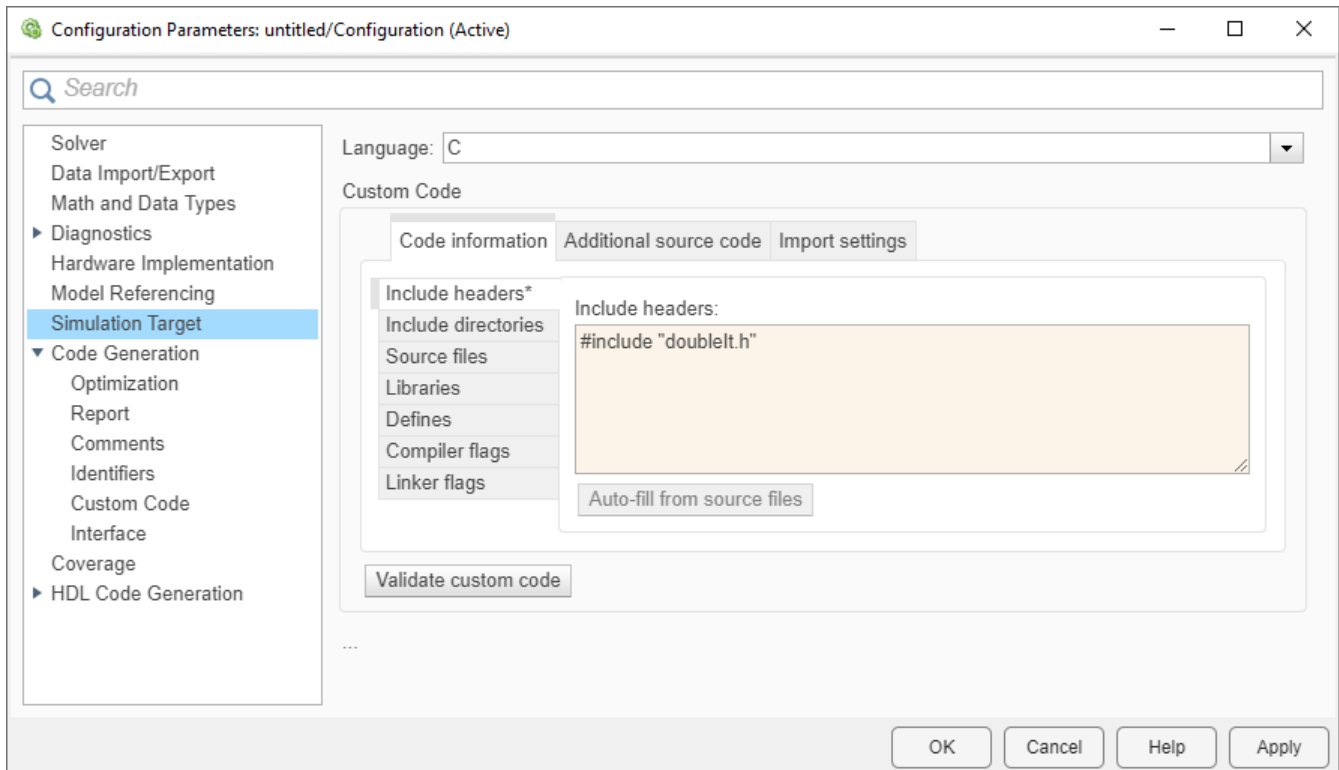 Configuration Parameters: untitled/Configuration (Active)
Search
Solver
Data Import/Export
Math and Data Types
Diagnostics
Hardware Implementation
Model Referencing
Simulation Target
Code Generation
Optimization
Report
Comments
Identifiers
Custom Code
Interface
Coverage
HDL Code Generation
Language: C
Custom Code
Code information Additional source code Import settings
Include headers*
Include directories
Source files
Libraries
Defines
Compiler flags
Linker flags
Include headers:
#include "doubleIt.h"
Auto-fill from source files
Validate custom code
...
OK Cancel Help Apply